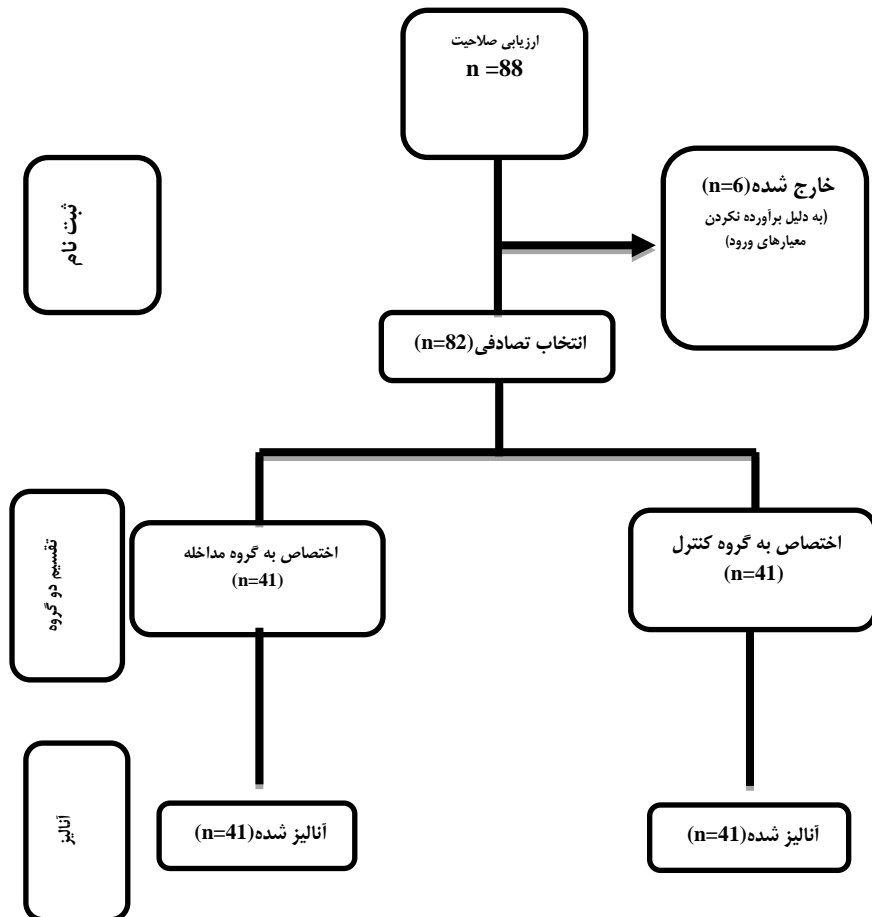 ارزیابی صلاحیت
n =88
ثبت نام
خارج شده(n=6)
(به دلیل برآورده نکردن
معیارهای ورود)
انتخاب تصادفی(n=82)
تقسیم دو گروه
اختصاص به گروه کنترل
(n=41)
اختصاص به گروه مداخله
(n=41)
آنالیز
آنالیز شده(n=41)
آنالیز شده(n=41)